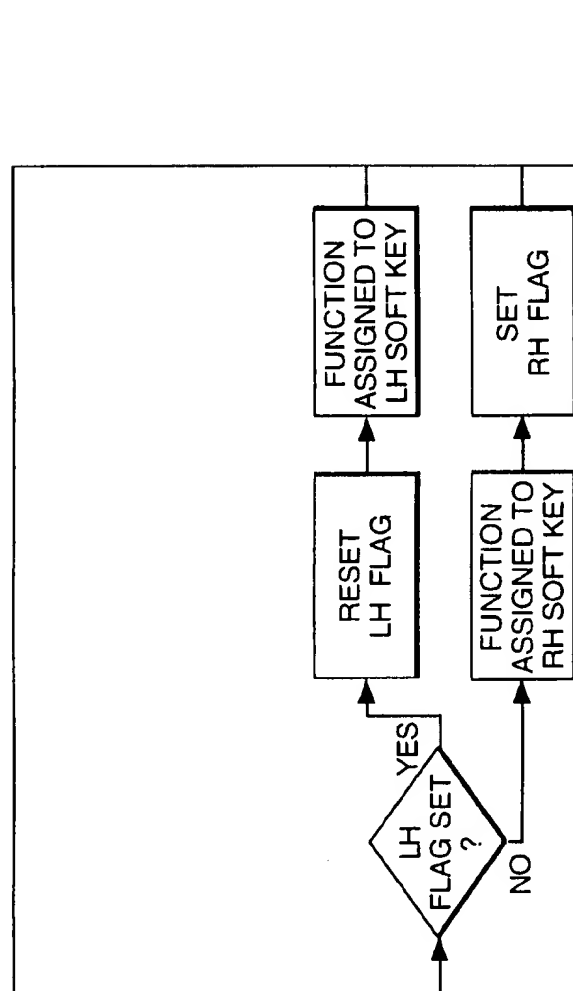 LH
FLAG SET
?
YES
NO
RESET
LH FLAG
FUNCTION
ASSIGNED TO
LH SOFT KEY
FUNCTION
ASSIGNED TO
RH SOFT KEY
SET
RH FLAG